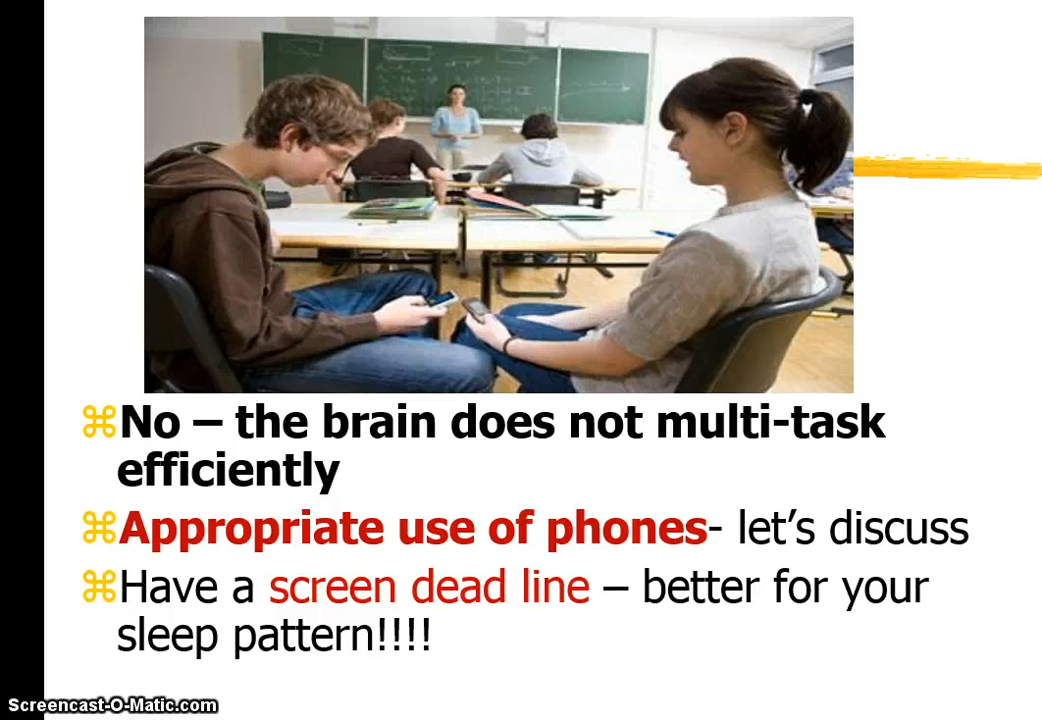 ⌘No – the brain does not multi-task
efficiently
⌘Appropriate use of phones- let’s discuss
⌘Have a screen dead line – better for your
sleep pattern!!!!
Screencast-O-Matic.com